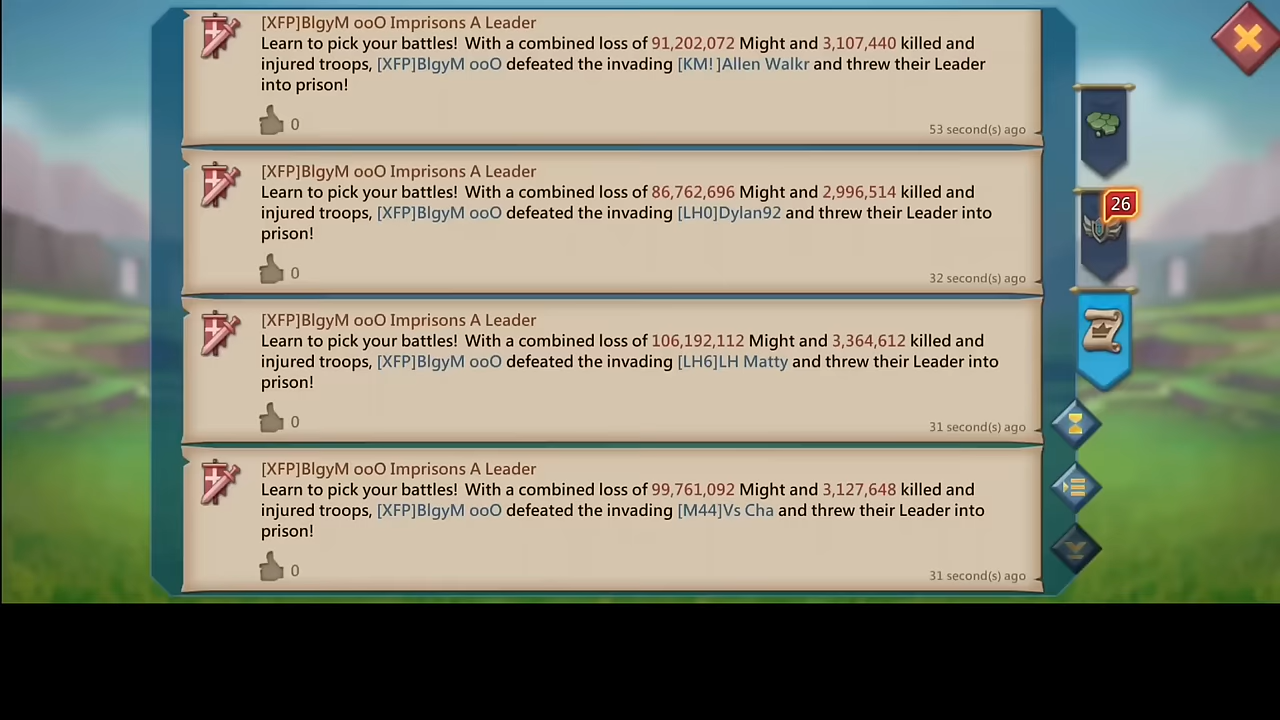 [XFP]BlgyM ooO Imprisons A Leader
Learn to pick your battles! With a combined loss of 91,202,072 Might and 3,107,440 killed and
injured troops, [XFP]BlgyM ooO defeated the invading [KM! ]Allen Walkr and threw their Leader
into prison!
0
53 second(s) ago
[XFP]BlgyM ooO Imprisons A Leader
Learn to pick your battles! With a combined loss of 86,762,696 Might and 2,996,514 killed and
injured troops, [XFP]BlgyM ooO defeated the invading [LH0]Dylan92 and threw their Leader into
prison!
0
32 second(s) ago
26
[XFP]BlgyM ooO Imprisons A Leader
Learn to pick your battles! With a combined loss of 106,192,112 Might and 3,364,612 killed and
injured troops, [XFP]BlgyM ooO defeated the invading [LH6]LH Matty and threw their Leader into
prison!
0
31 second(s) ago
[XFP]BlgyM ooO Imprisons A Leader
Learn to pick your battles! With a combined loss of 99,761,092 Might and 3,127,648 killed and
injured troops, [XFP]BlgyM ooO defeated the invading [M44]Vs Cha and threw their Leader into
prison!
0
31 second(s) ago